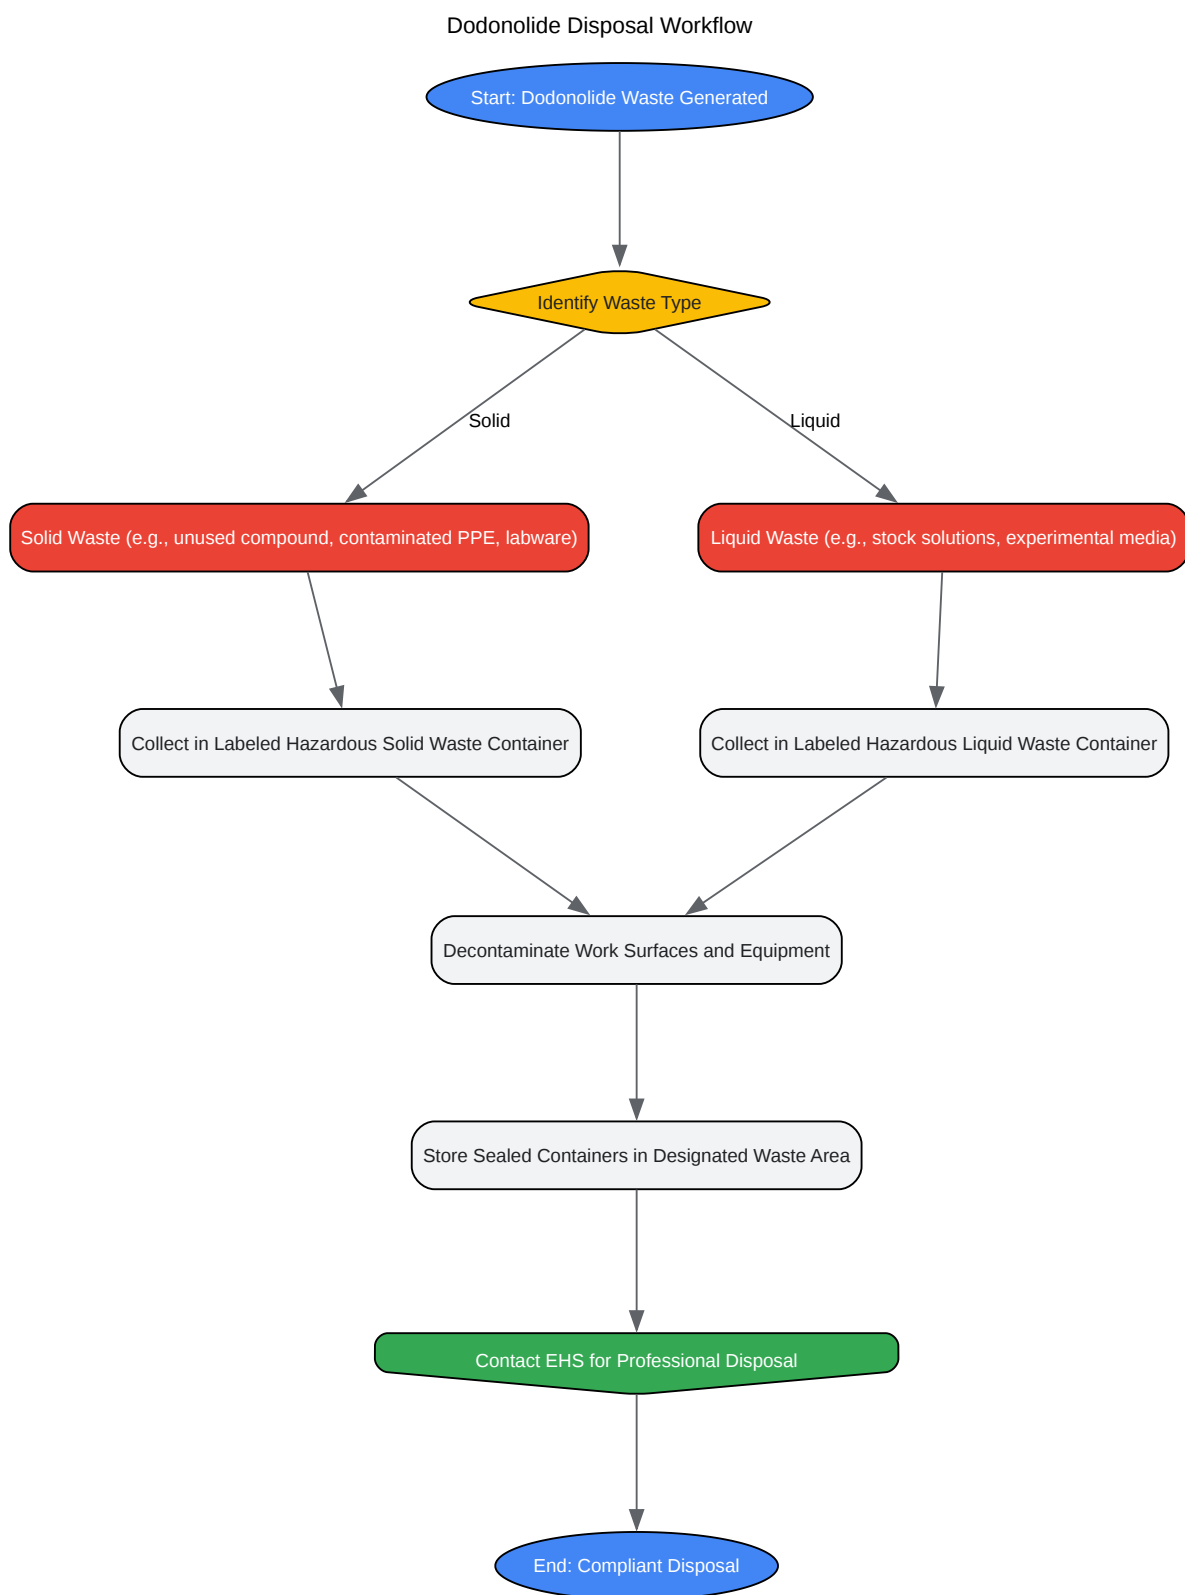 Dodonolide Disposal Workflow
Start: Dodonolide Waste Generated
Identify Waste Type
Solid
Liquid
Solid Waste (e.g., unused compound, contaminated PPE, labware)
Liquid Waste (e.g., stock solutions, experimental media)
Collect in Labeled Hazardous Solid Waste Container
Collect in Labeled Hazardous Liquid Waste Container
Decontaminate Work Surfaces and Equipment
Store Sealed Containers in Designated Waste Area
Contact EHS for Professional Disposal
End: Compliant Disposal